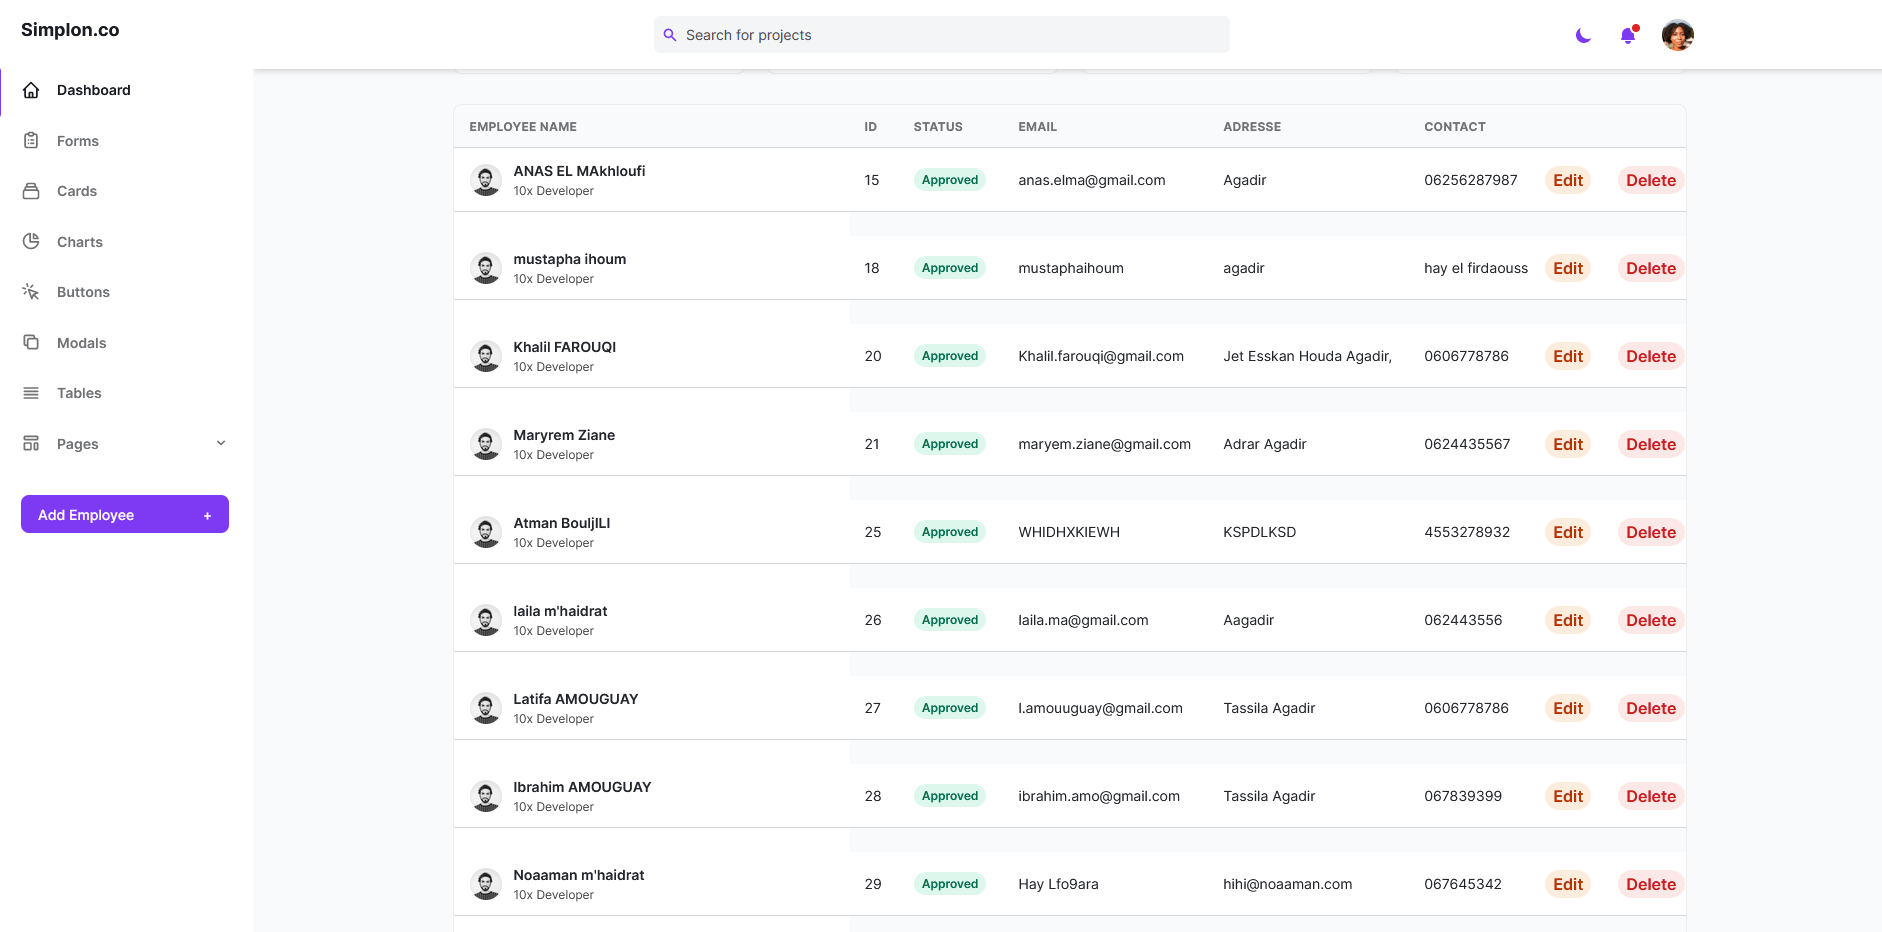 Simplon.co
Search for projects
Dashboard
Forms
Cards
Charts
Buttons
Modals
Tables
Pages
Add Employee +
EMPLOYEE NAME ID STATUS EMAIL ADRESSE CONTACT
ANAS EL MAkhloufi
10x Developer
15 Approved anas.elma@gmail.com Agadir 06256287987 Edit Delete
mustapha ihoum
10x Developer
18 Approved mustaphaihoum agadir hay el firdaouss Edit Delete
Khalil FAROUQI
10x Developer
20 Approved Khalil.farouqi@gmail.com Jet Esskan Houda Agadir, 0606778786 Edit Delete
Maryrem Ziane
10x Developer
21 Approved maryem.ziane@gmail.com Adrar Agadir 0624435567 Edit Delete
Atman BouljILI
10x Developer
25 Approved WHIDHXKIEWH KSPDLKSD 4553278932 Edit Delete
laila m'haidrat
10x Developer
26 Approved laila.ma@gmail.com Aagadir 062443556 Edit Delete
Latifa AMOUGUAY
10x Developer
27 Approved l.amouuguay@gmail.com Tassila Agadir 0606778786 Edit Delete
Ibrahim AMOUGUAY
10x Developer
28 Approved ibrahim.amo@gmail.com Tassila Agadir 067839399 Edit Delete
Noaaman m'haidrat
10x Developer
29 Approved Hay Lfo9ara hihi@noaaman.com 067645342 Edit Delete